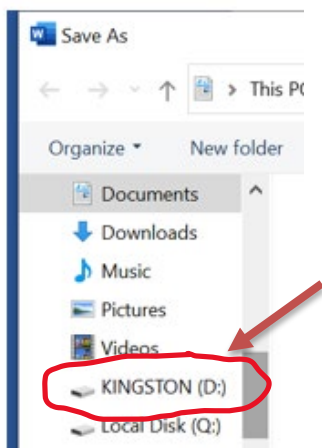 Save As
This PC
Organize New folder
Documents
Downloads
Music
Pictures
Videos
KINGSTON (D:)
Local Disk (Q:)